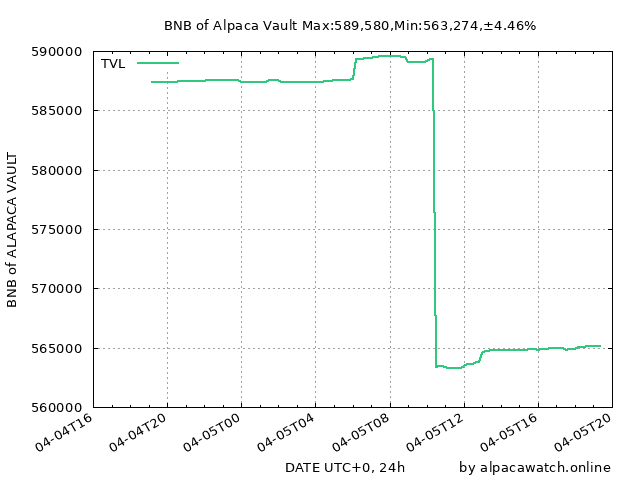 BNB of Alpaca Vault Max:589,580,Min:563,274,±4.46%
TVL
BNB of ALAPACA VAULT
590000
585000
580000
575000
570000
565000
560000
04-04T16
04-04T20
04-05T00
04-05T04
04-05T08
04-05T12
04-05T16
04-05T20
DATE UTC+0, 24h
by alpacawatch.online